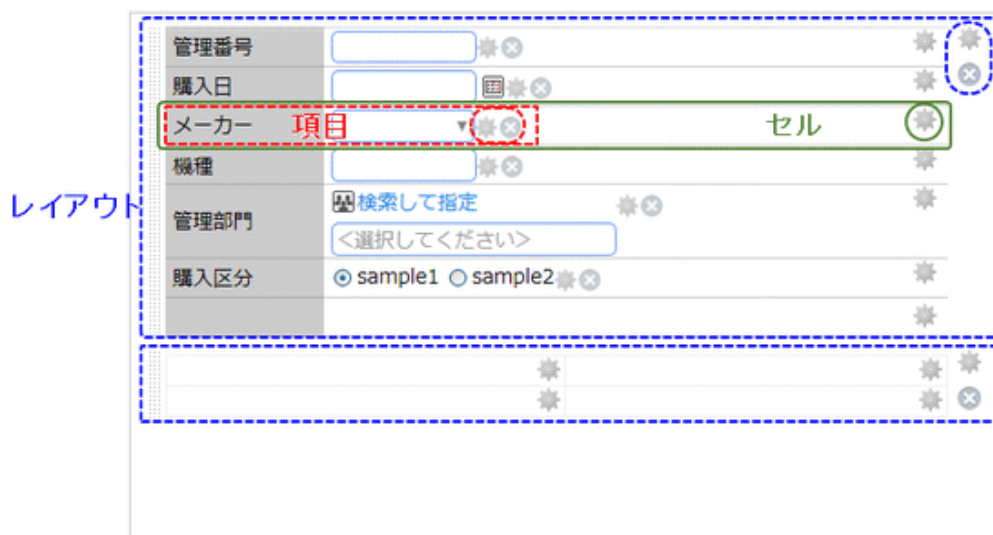 管理番号
購入日
メーカー 項目 セル
機種
レイアウト
検索して指定
管理部門
<選択してください>
購入区分 sample1 sample2